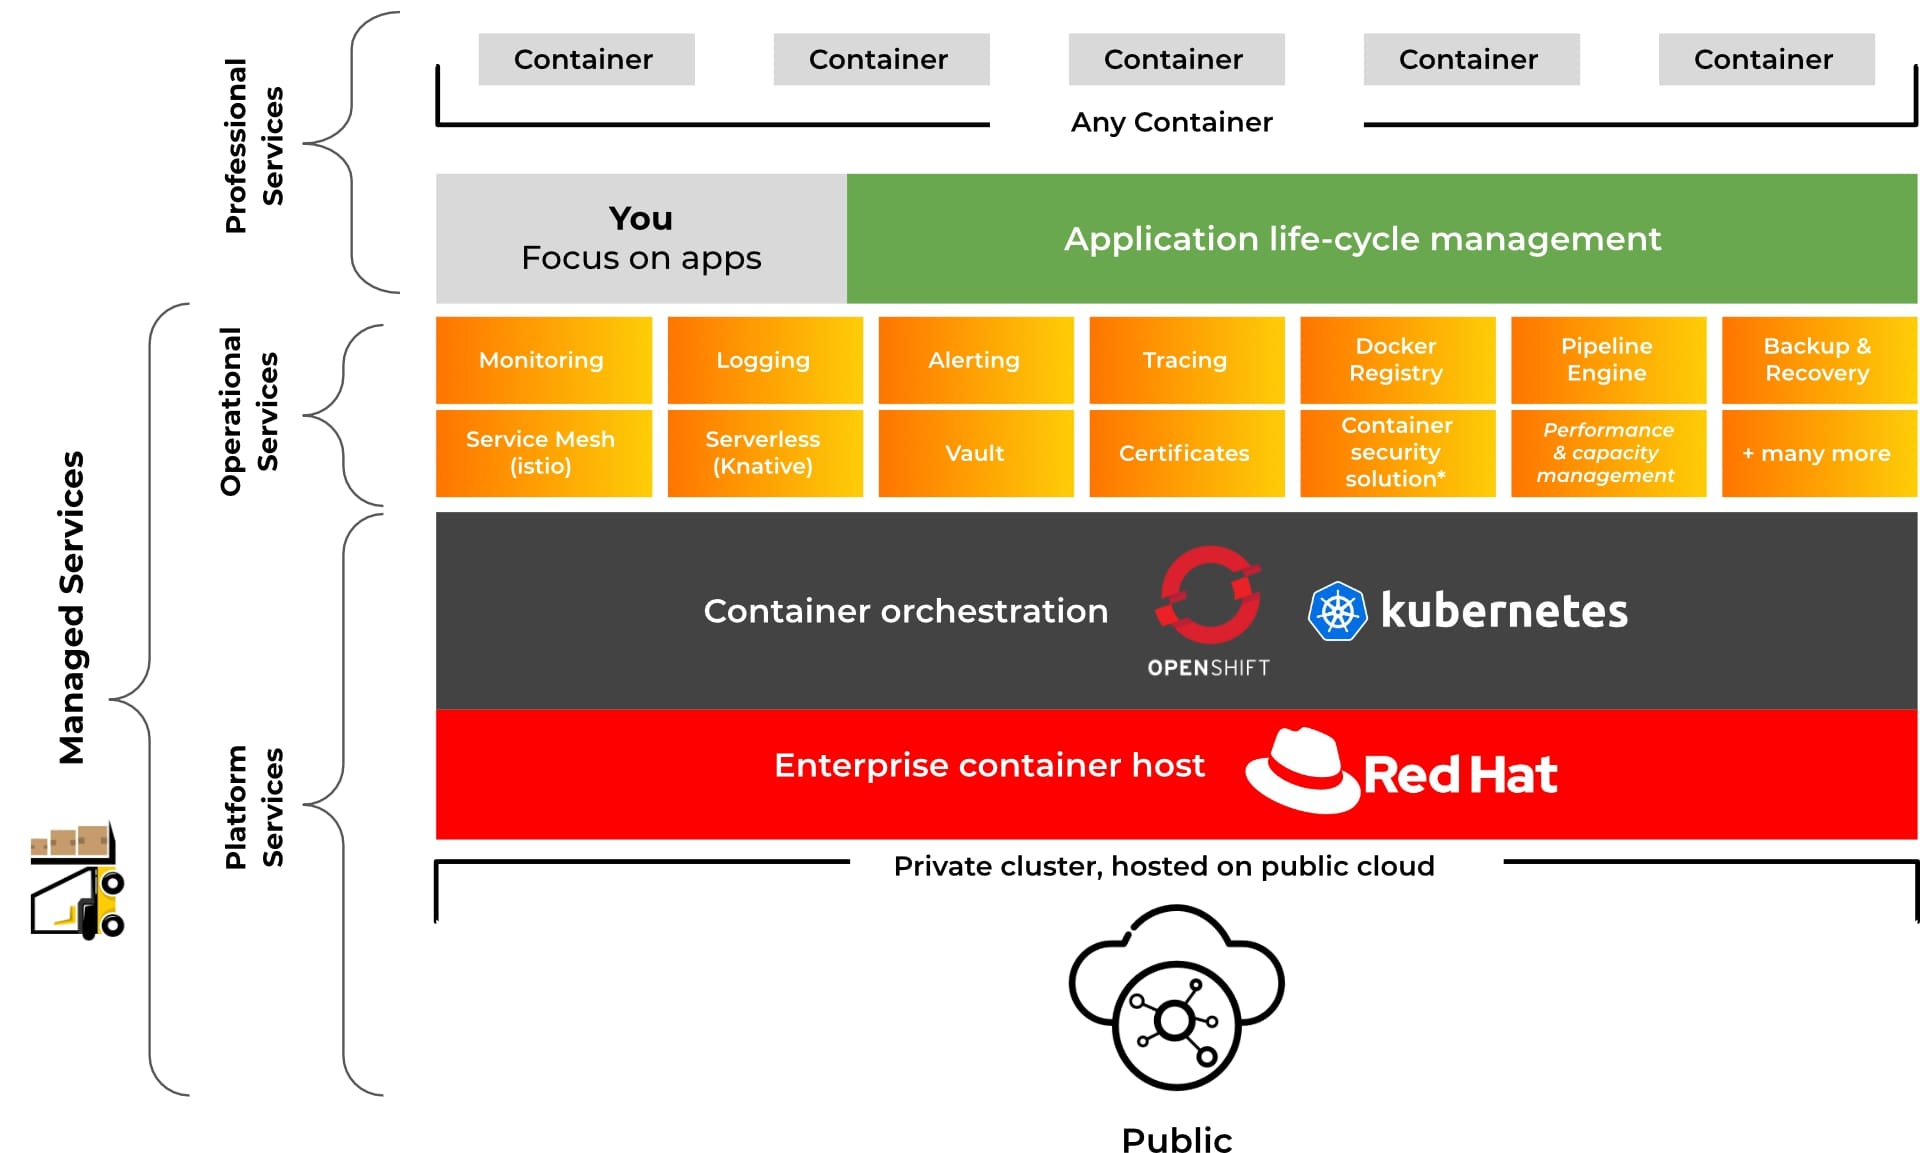 Container
Container
Container
Container
Container
Any Container
Professional
Services
You
Focus on apps
Application life-cycle management
Managed Services
Operational
Services
Monitoring
Logging
Alerting
Tracing
Docker
Registry
Pipeline
Engine
Backup &
Recovery
Service Mesh
(istio)
Serverless
(Knative)
Vault
Certificates
Container
security
solution*
Performance
& capacity
management
+ many more
Platform
Services
Container orchestration
OPENSHIFT
kubernetes
Enterprise container host
Red Hat
Private cluster, hosted on public cloud
Public